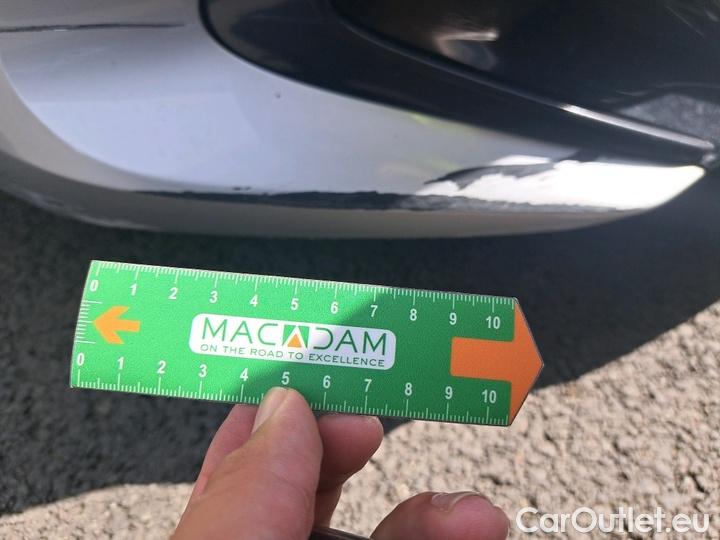 0 1 2 3 4 5 6 7 8 9 10
MACADAM
ON THE ROAD TO EXCELLENCE
0 1 2 3 4 5 6 7 8 9 10
CarOutlet.eu